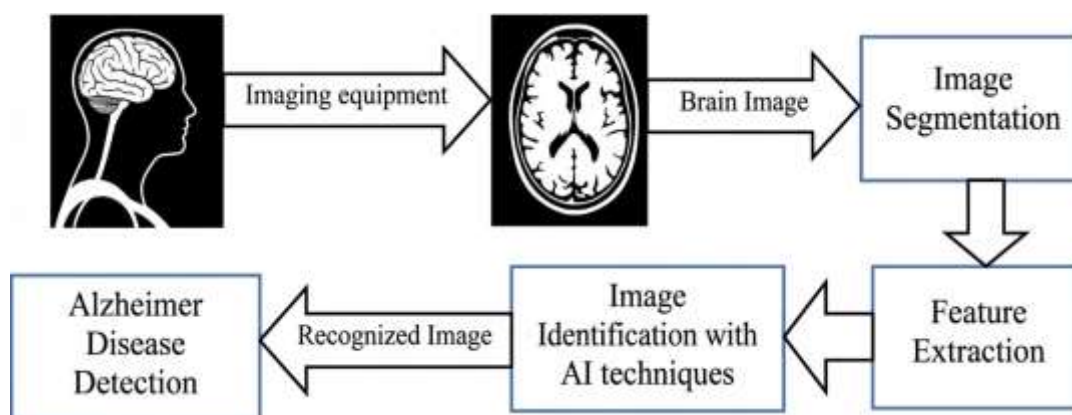 Imaging equipment
Brain Image
Image
Segmentation
Feature
Extraction
Image
Identification with
AI techniques
Recognized Image
Alzheimer
Disease
Detection